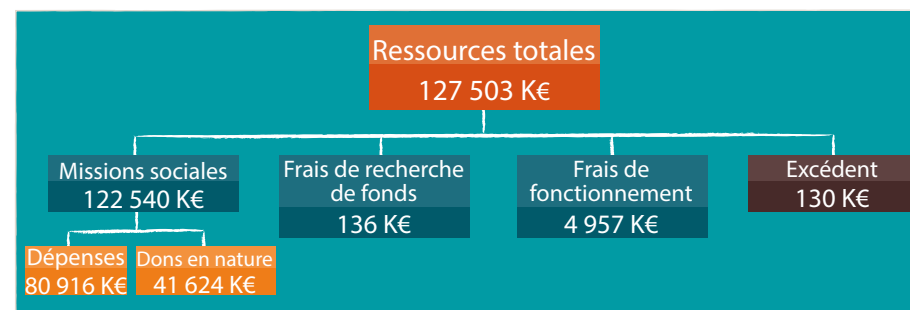 Ressources totales
127 503 K€
Missions sociales
122 540 K€
Frais de recherche
de fonds
136 K€
Frais de
fonctionnement
4 957 K€
Excédent
130 K€
Dépenses
80 916 K€
Dons en nature
41 624 K€